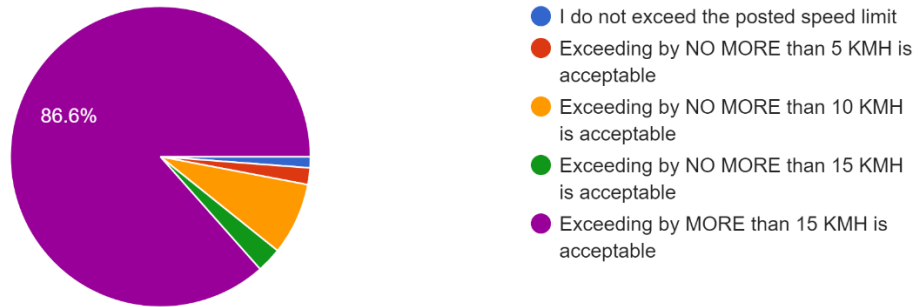 86.6%
I do not exceed the posted speed limit
Exceeding by NO MORE than 5 KMH is
acceptable
Exceeding by NO MORE than 10 KMH
is acceptable
Exceeding by NO MORE than 15 KMH
is acceptable
Exceeding by MORE than 15 KMH is
acceptable